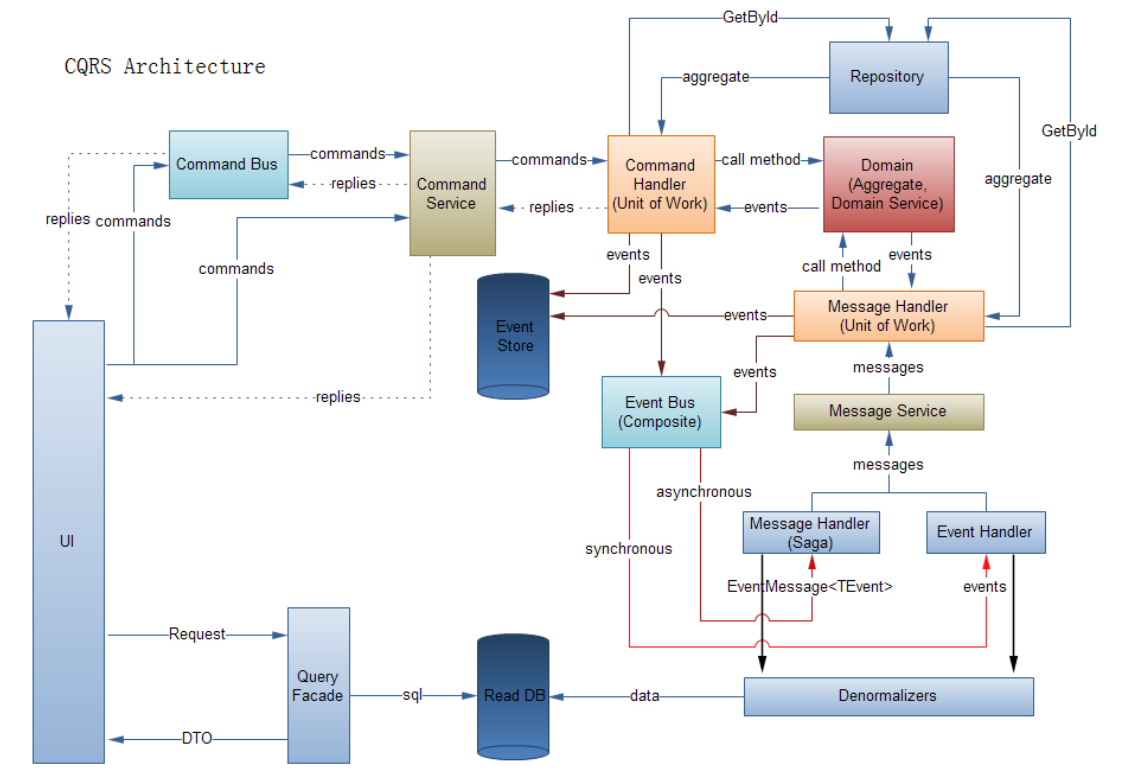 GetById
CQRS Architecture
aggregate
Repository
GetById
Command Bus
commands
replies
Command
Service
commands
replies
Command
Handler
(Unit of Work)
call method
events
Domain
(Aggregate,
Domain Service)
aggregate
replies
commands
commands
events
events
call method
events
Event
Store
events
Message Handler
(Unit of Work)
events
messages
replies
Event Bus
(Composite)
Message Service
messages
asynchronous
synchronous
Message Handler
(Saga)
Event Handler
UI
EventMessage<TEvent>
events
Request
Query
Facade
sql
Read DB
data
Denormalizers
DTO